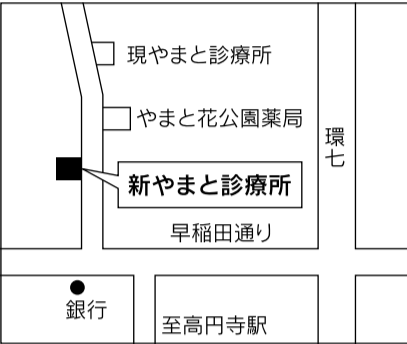 現やまと診療所
やまと花公園薬局
環七
新やまと診療所
早稲田通り
銀行
至高円寺駅